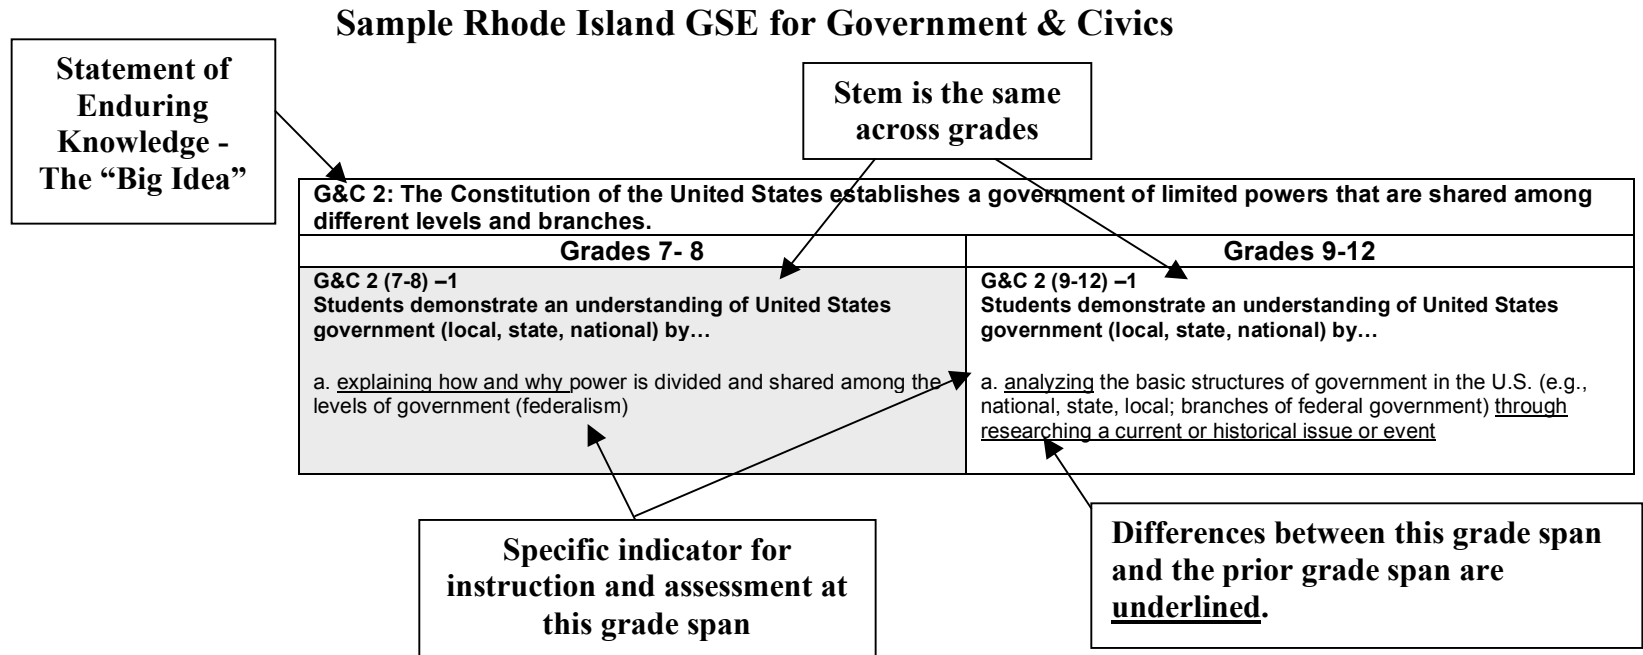 Sample Rhode Island GSE for Government & Civics
Statement of
Enduring
Knowledge -
The “Big Idea”
Stem is the same
across grades
G&C 2: The Constitution of the United States establishes a government of limited powers that are shared among
different levels and branches.
Grades 7- 8
Grades 9-12
G&C 2 (7-8) –1
Students demonstrate an understanding of United States
government (local, state, national) by…
a. explaining how and why power is divided and shared among the
levels of government (federalism)
G&C 2 (9-12) –1
Students demonstrate an understanding of United States
government (local, state, national) by…
a. analyzing the basic structures of government in the U.S. (e.g.,
national, state, local; branches of federal government) through
researching a current or historical issue or event
Specific indicator for
instruction and assessment at
this grade span
Differences between this grade span
and the prior grade span are
underlined.